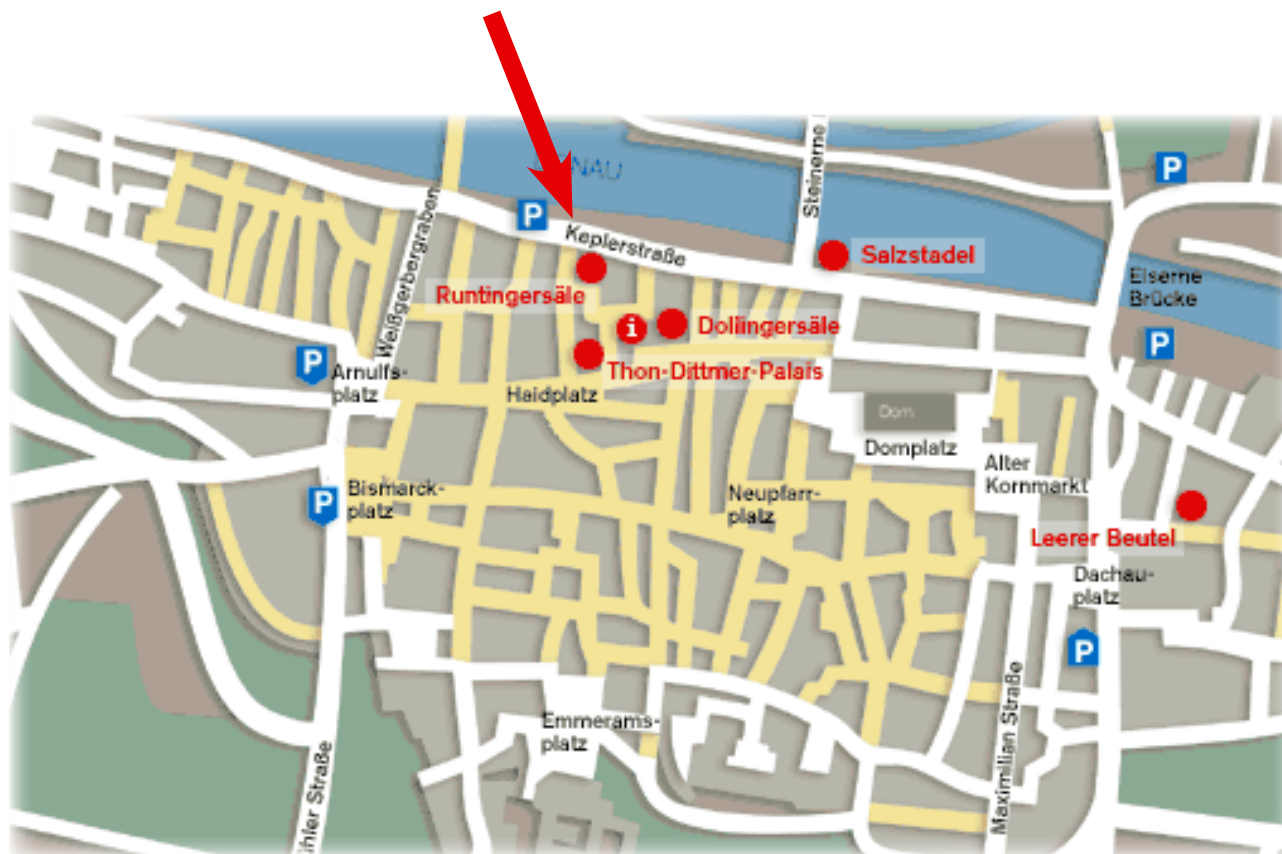 NAU
P
P
Steinerne
Keplerstraße
Weißgerbergraben
Salzstadel
Eiserne
Brücke
Runtingersäle
i
Dollingersäle
P
P
Arnulfs-
platz
Thon-Dittmer-Palais
Haidplatz
Dom
Domplatz
Alter
Kornmarkt
P
Bismarck-
platz
Neupfarr-
platz
Leerer Beutel
Dachau-
platz
P
Emmerams-
platz
Maximilian Straße
hler Straße